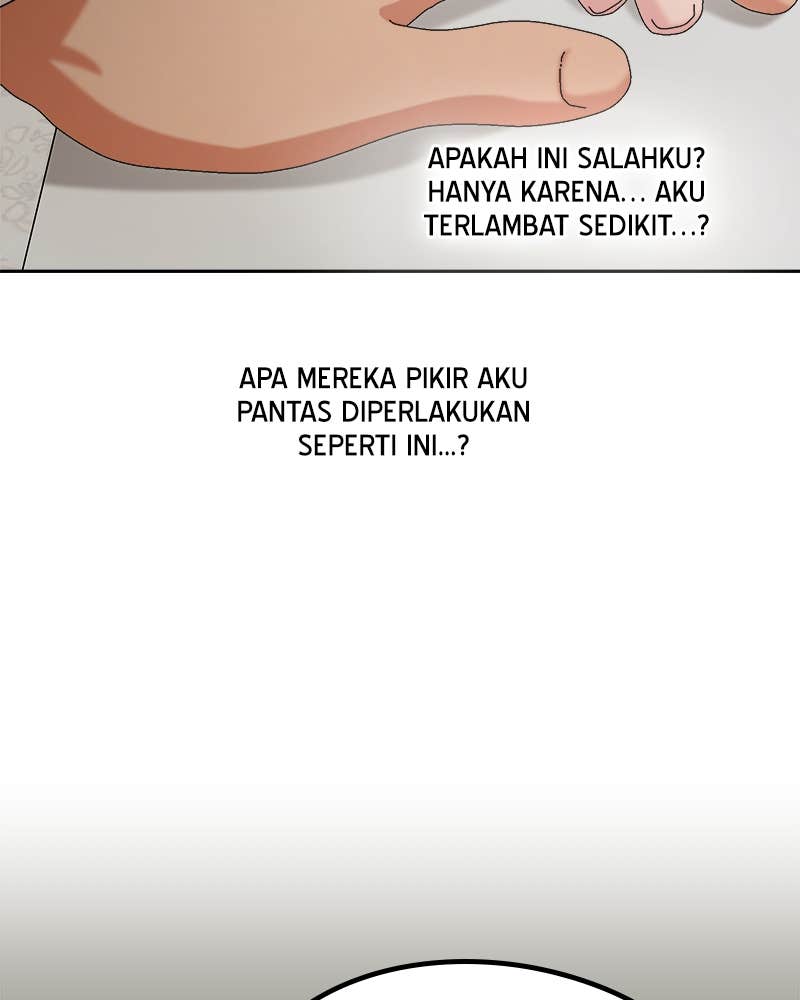 APAKAH INI SALAHKU?
HANYA KARENA... AKU
TERLAMBAT SEDIKIT...?
APA MEREKA PIKIR AKU
PANTAS DIPERLAKUKAN
SEPERTI INI...?